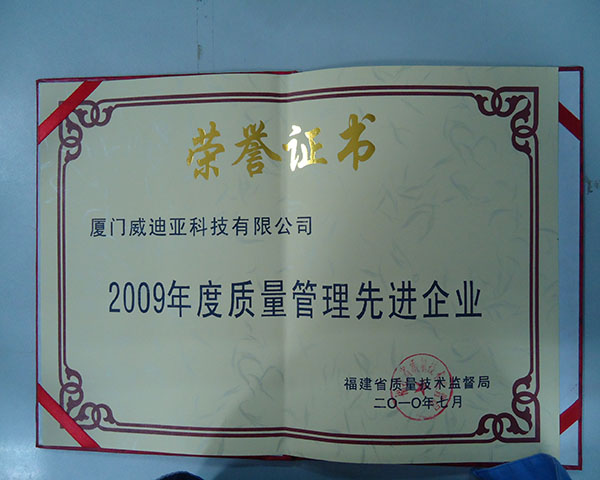 荣誉证书
厦门威迪亚科技有限公司
2009年度质量管理先进企业
福建省质量技术监督局
二〇一〇年七月